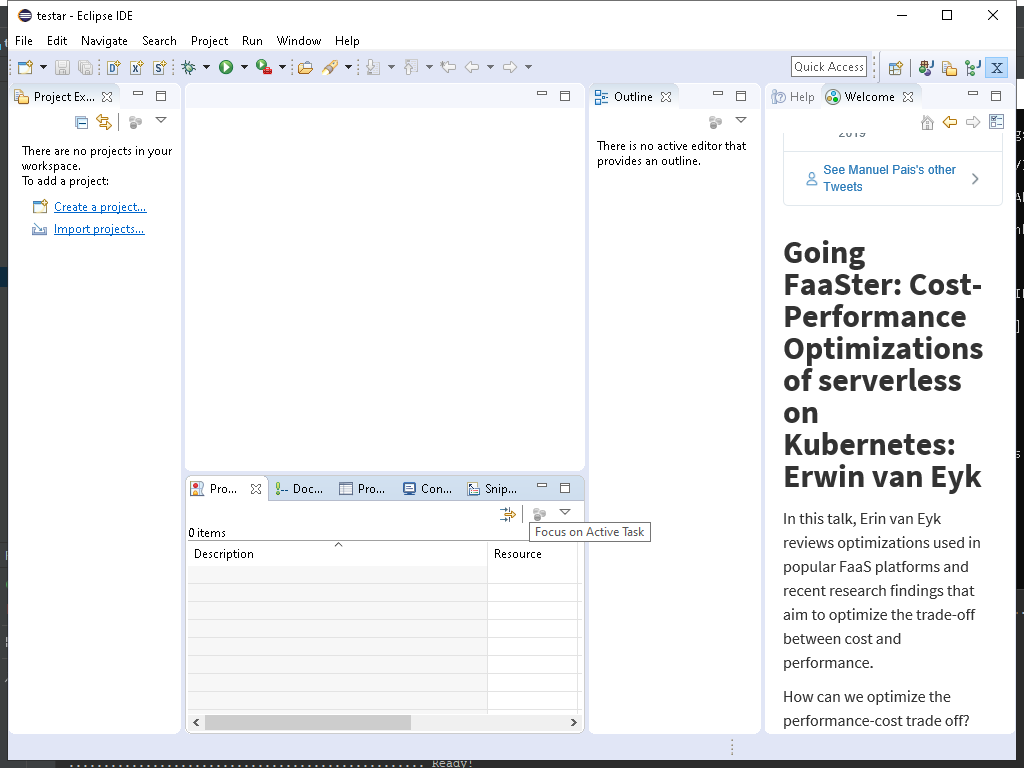 testar - Eclipse IDE
File Edit Navigate Search Project Run Window Help
Quick Access
Project Ex...
There are no projects in your
workspace.
To add a project:
Create a project...
Import projects...
Outline
There is no active editor that
provides an outline.
Help
Welcome
2019
See Manuel Pais's other
Tweets
Going
FaaSter: Cost-
Performance
Optimizations
of serverless
on
Kubernetes:
Erwin van Eyk
In this talk, Erin van Eyk
reviews optimizations used in
popular FaaS platforms and
recent research findings that
aim to optimize the trade-off
between cost and
performance.
How can we optimize the
performance-cost trade off?
Pro...
Doc...
Pro...
Con...
Snip...
0 items
Focus on Active Task
Description
Resource
Ready!